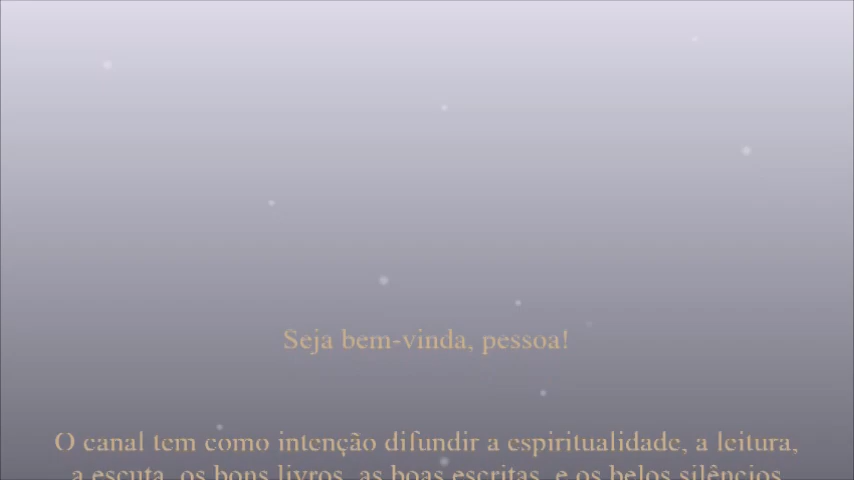 Seja bem-vinda, pessoa!
O canal tem como intenção difundir a espiritualidade, a leitura,
a escuta, os bons livros, as boas escritas, e os belos silêncios